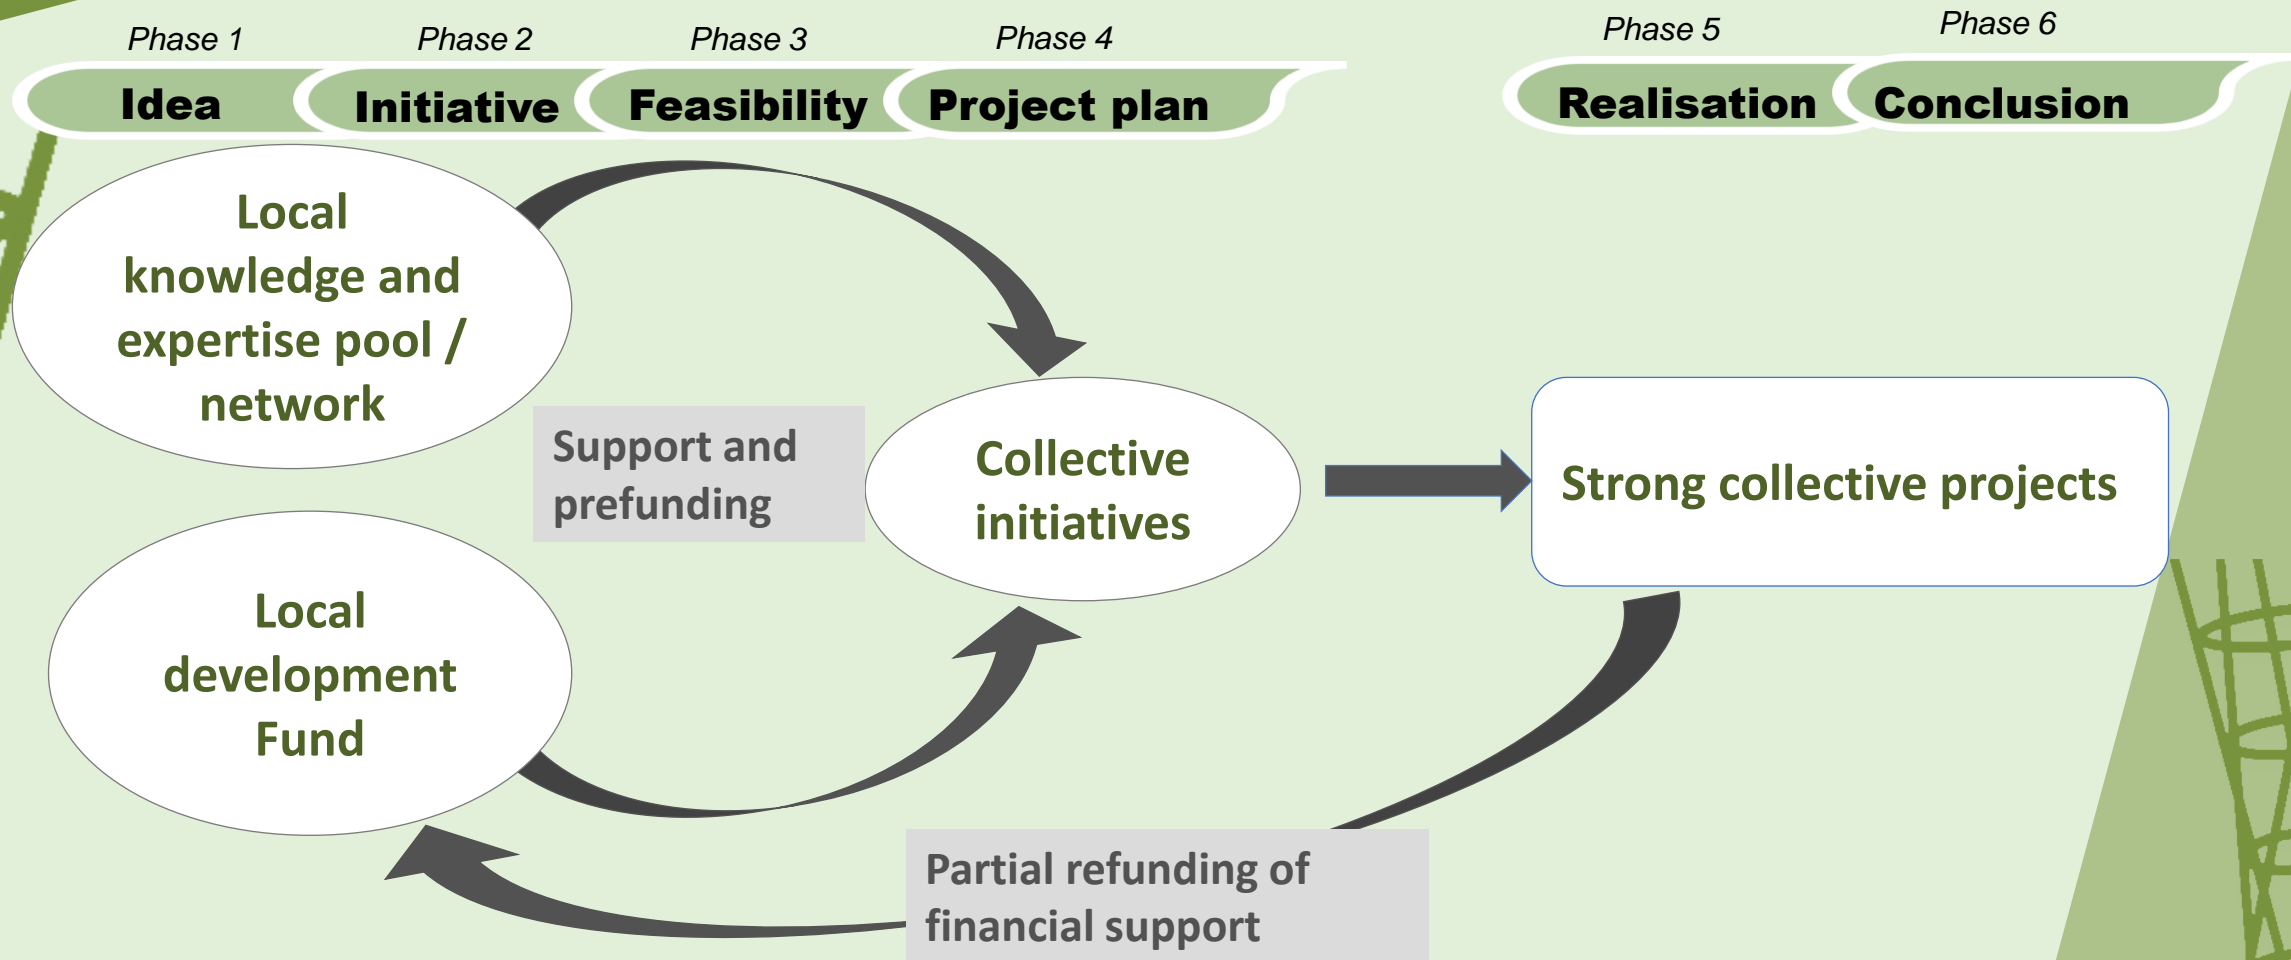 Phase 1
Phase 2
Phase 3
Phase 4
Phase 5
Phase 6
Idea
Initiative
Feasibility
Project plan
Realisation
Conclusion
Local
knowledge and
expertise pool /
network
Support and
prefunding
Collective
initiatives
Strong collective projects
Local
development
Fund
Partial refunding of
financial support